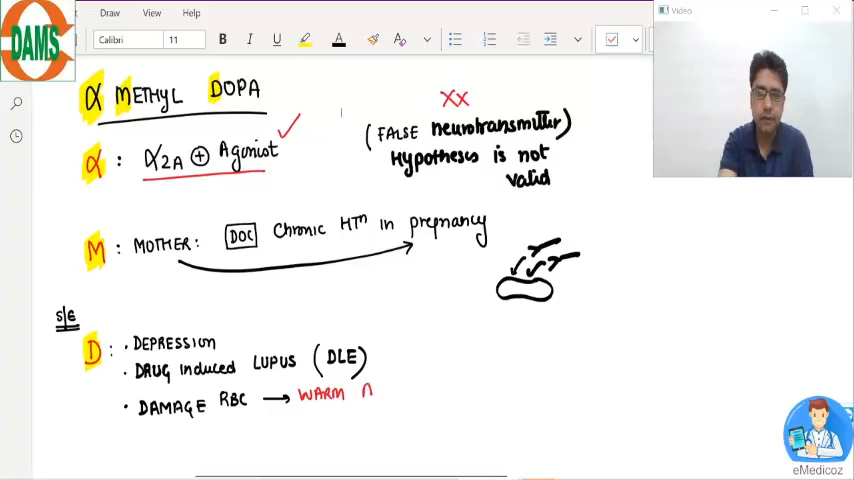 DAMS
Draw View Help
Video
Calibri 11 B I U A
α METHYL DOPA
XX
(FALSE neurotransmitter)
Hypothesis is not
valid
α : α2A ⊕ Agonist ✓
M : MOTHER: DOC Chronic HTn in pregnancy
S/E
D : • DEPRESSION
• DRUG induced LUPUS (DLE)
• DAMAGE RBC → WARM A
eMedicoz